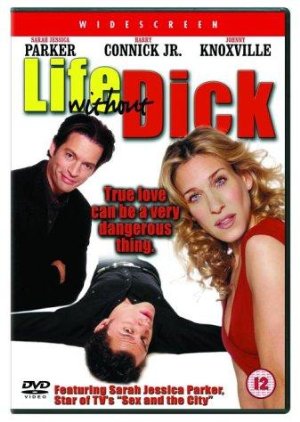 WIDESCREEN
SARAH JESSICA PARKER
HARRY CONNICK JR.
JOHNNY KNOXVILLE
Life
without
Dick
True love
can be a very
dangerous
thing.
DVD
VIDEO
Featuring Sarah Jessica Parker,
Star of TV's "Sex and the City"
12